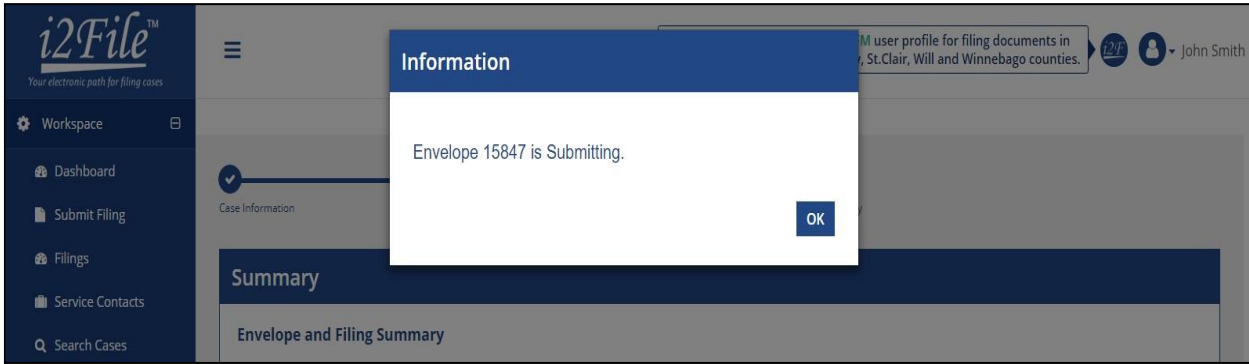 i2File™
Your electronic path for filing cases
Workspace
Dashboard
Submit Filing
Filings
Service Contacts
Search Cases
M user profile for filing documents in
, St.Clair, Will and Winnebago counties.
i2F
John Smith
Information
Envelope 15847 is Submitting.
OK
Case Information
y
Summary
Envelope and Filing Summary